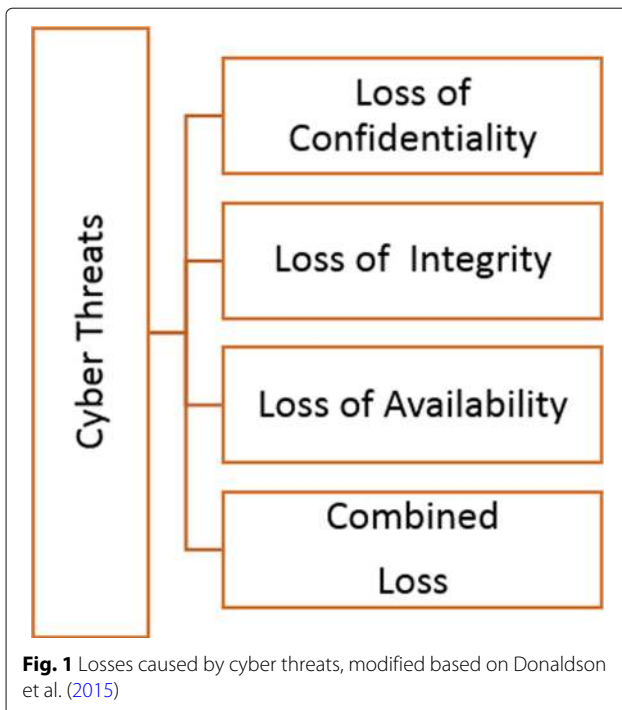 Cyber Threats
Loss of
Confidentiality
Loss of Integrity
Loss of Availability
Combined
Loss
Fig. 1 Losses caused by cyber threats, modified based on Donaldson
et al. (2015)